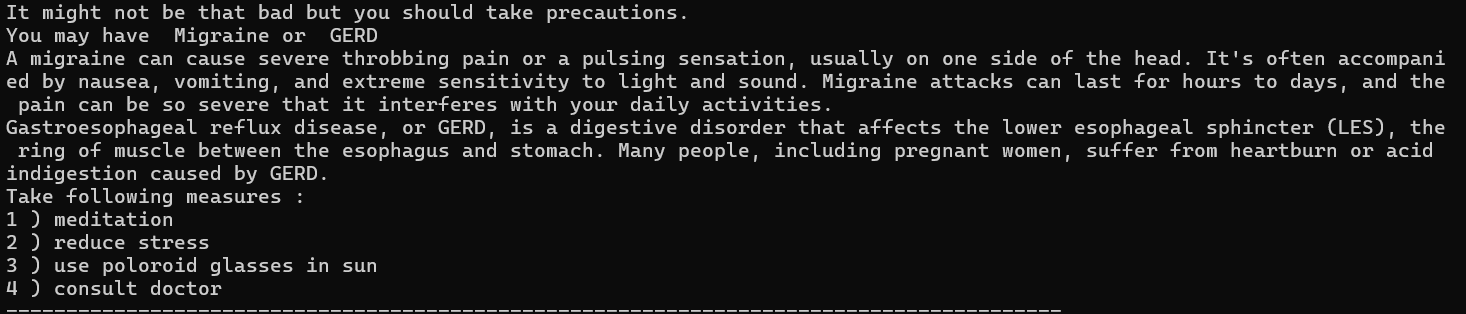 It might not be that bad but you should take precautions.
You may have  Migraine or  GERD
A migraine can cause severe throbbing pain or a pulsing sensation, usually on one side of the head. It's often accompani
ed by nausea, vomiting, and extreme sensitivity to light and sound. Migraine attacks can last for hours to days, and the
 pain can be so severe that it interferes with your daily activities.
Gastroesophageal reflux disease, or GERD, is a digestive disorder that affects the lower esophageal sphincter (LES), the
 ring of muscle between the esophagus and stomach. Many people, including pregnant women, suffer from heartburn or acid
indigestion caused by GERD.
Take following measures :
1 ) meditation
2 ) reduce stress
3 ) use poloroid glasses in sun
4 ) consult doctor
----------------------------------------------------------------------------------------